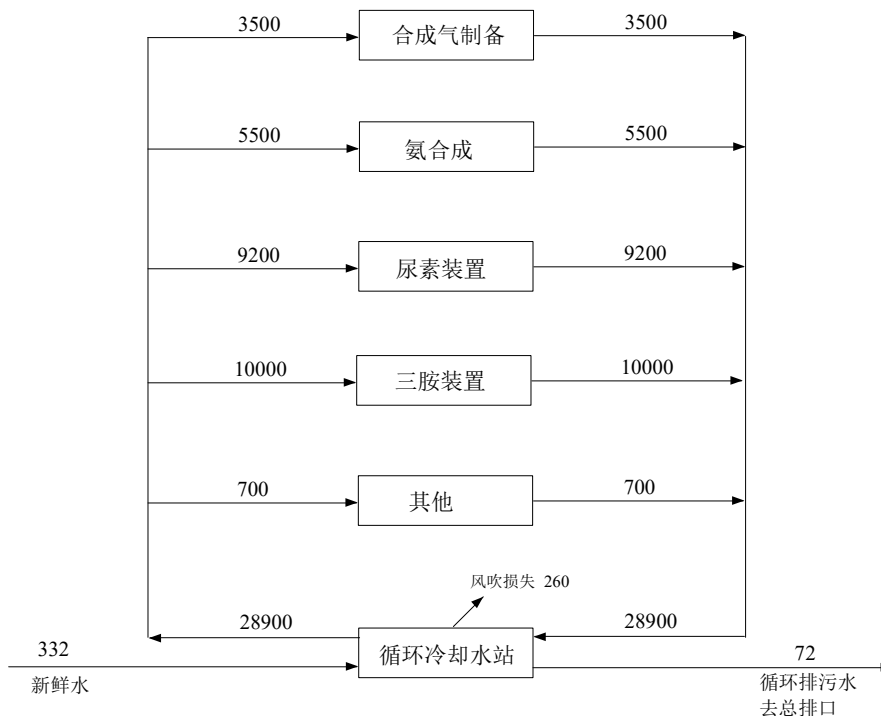 3500 合成气制备 3500
5500 氨合成 5500
9200 尿素装置 9200
10000 三胺装置 10000
700 其他 700
风吹损失 260
28900 28900
332 循环冷却水站 72
新鲜水 循环排污水
去总排口